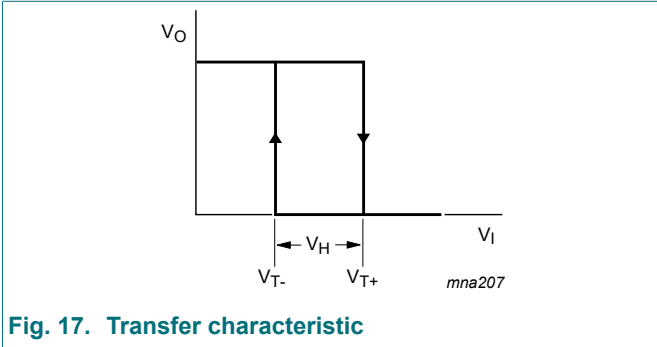 VO
VI
VH
VT-
VT+
mna207
Fig. 17. Transfer characteristic